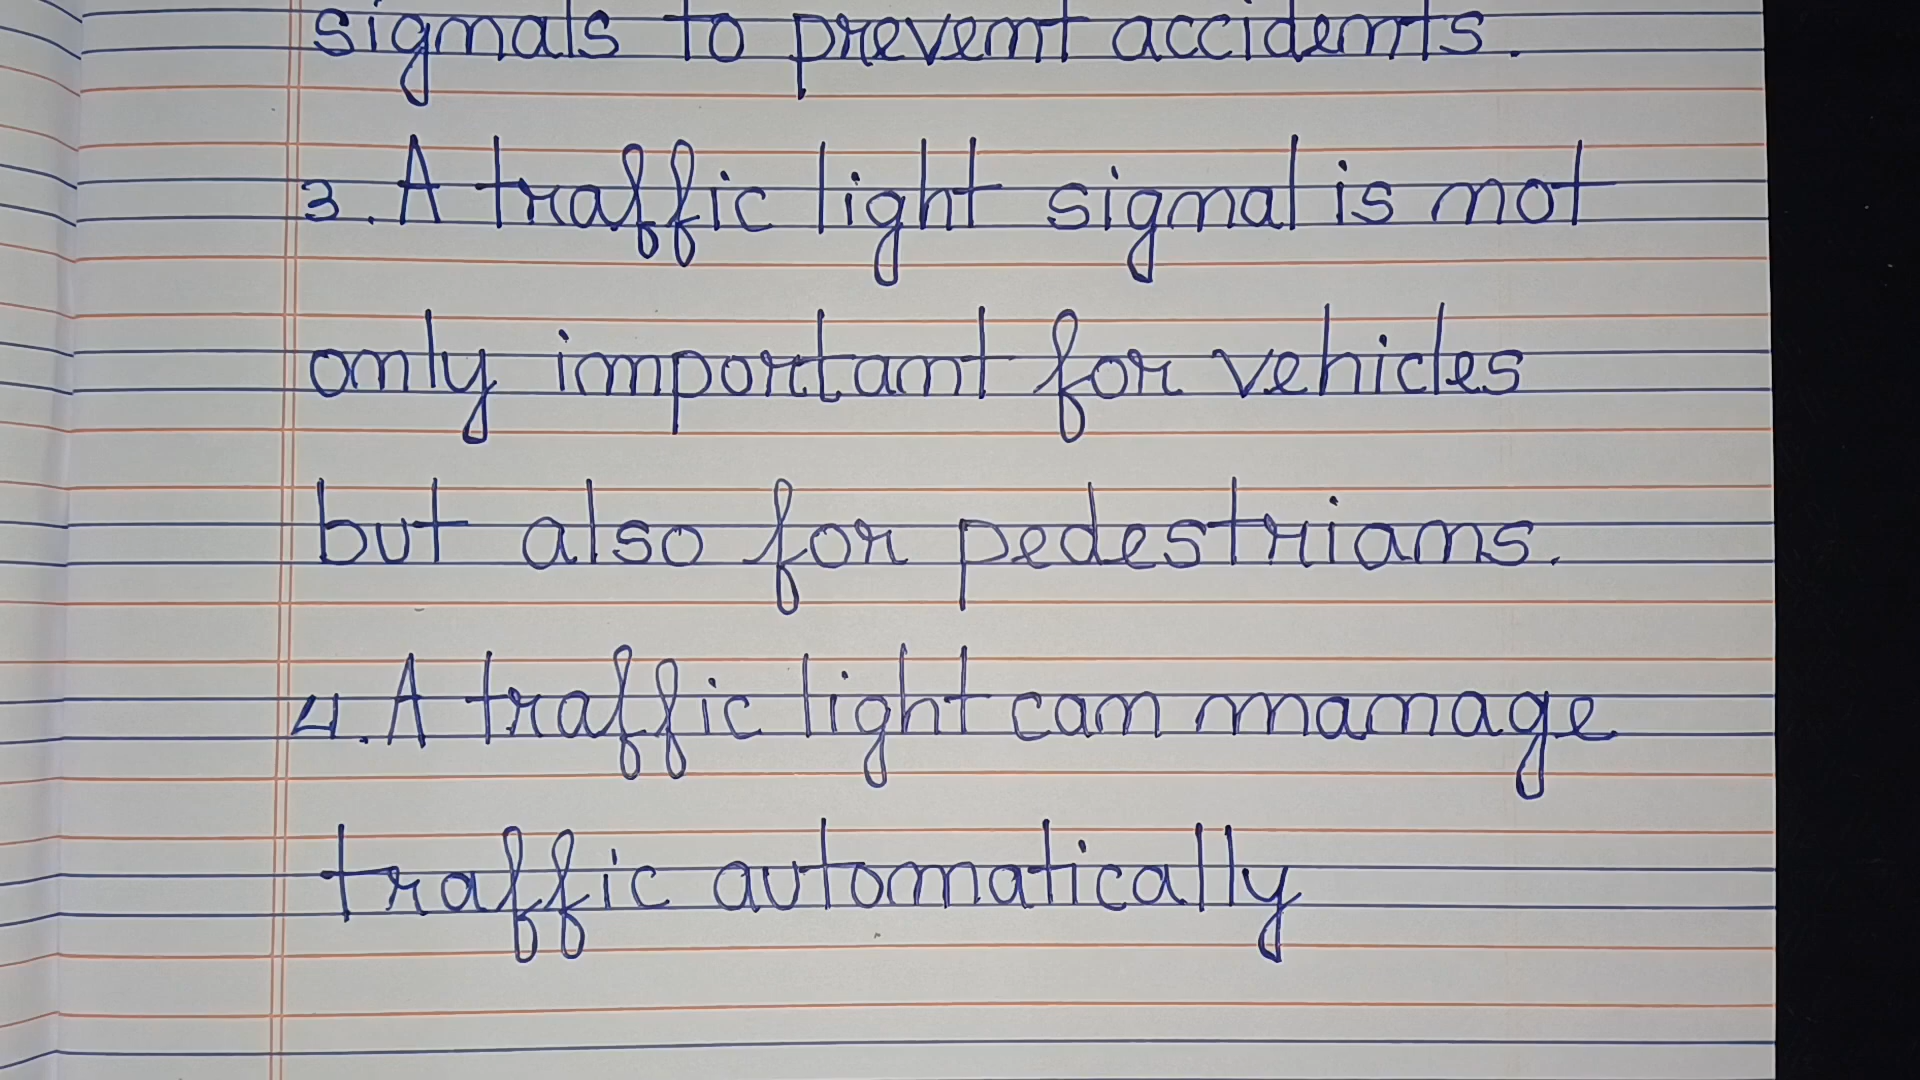 signals to prevent accidents.
3. A traffic light signal is not
only important for vehicles
but also for pedestrians.
4. A traffic light can manage
traffic automatically